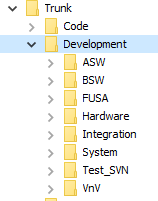 Trunk
Code
Development
ASW
BSW
FUSA
Hardware
Integration
System
Test_SVN
VnV